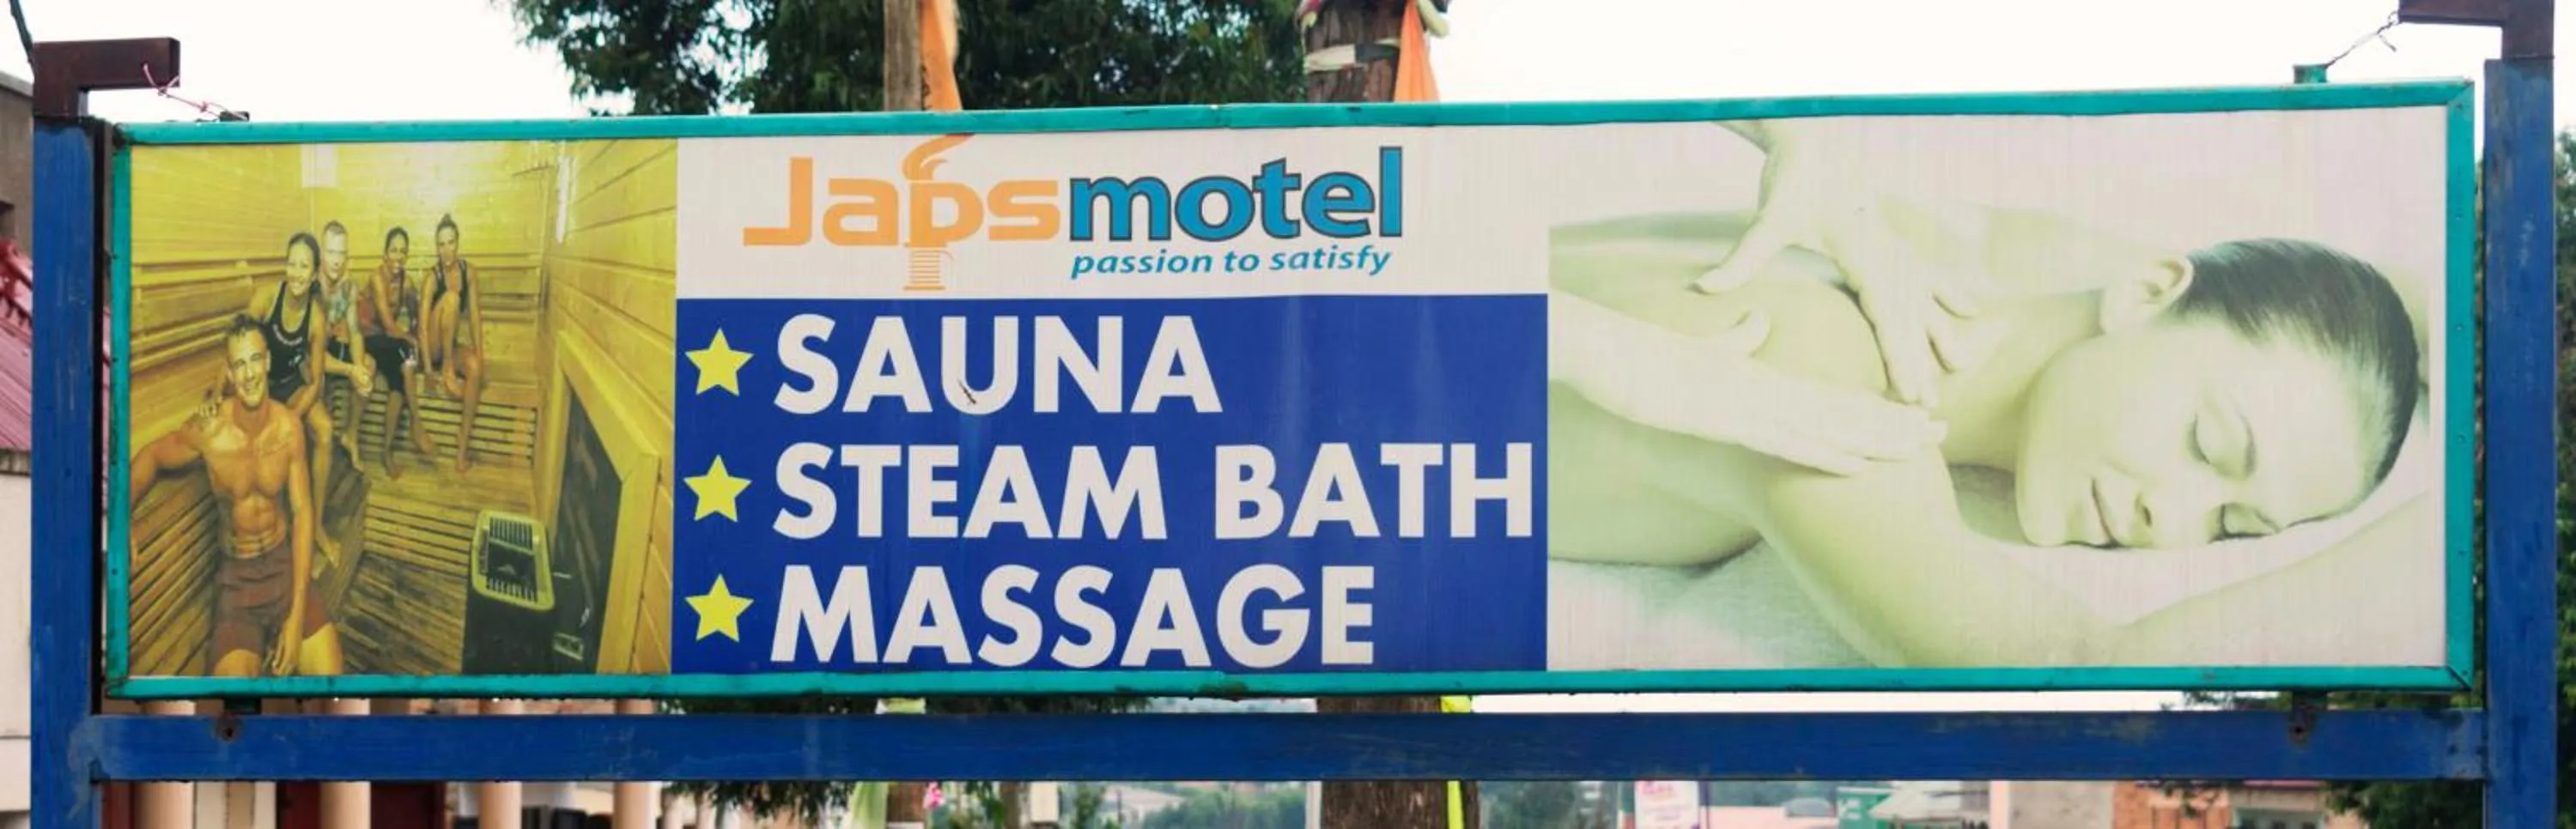 Japsmotel
passion to satisfy
SAUNA
STEAM BATH
MASSAGE